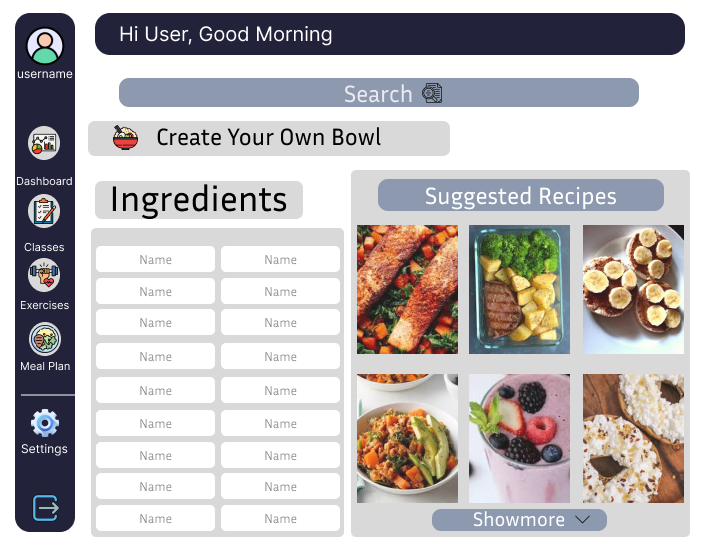 Hi User, Good Morning
username
Search
Create Your Own Bowl
Dashboard
Classes
Exercises
Meal Plan
Settings
Ingredients
Name Name
Name Name
Name Name
Name Name
Name Name
Name Name
Name Name
Name Name
Name Name
Suggested Recipes
Showmore